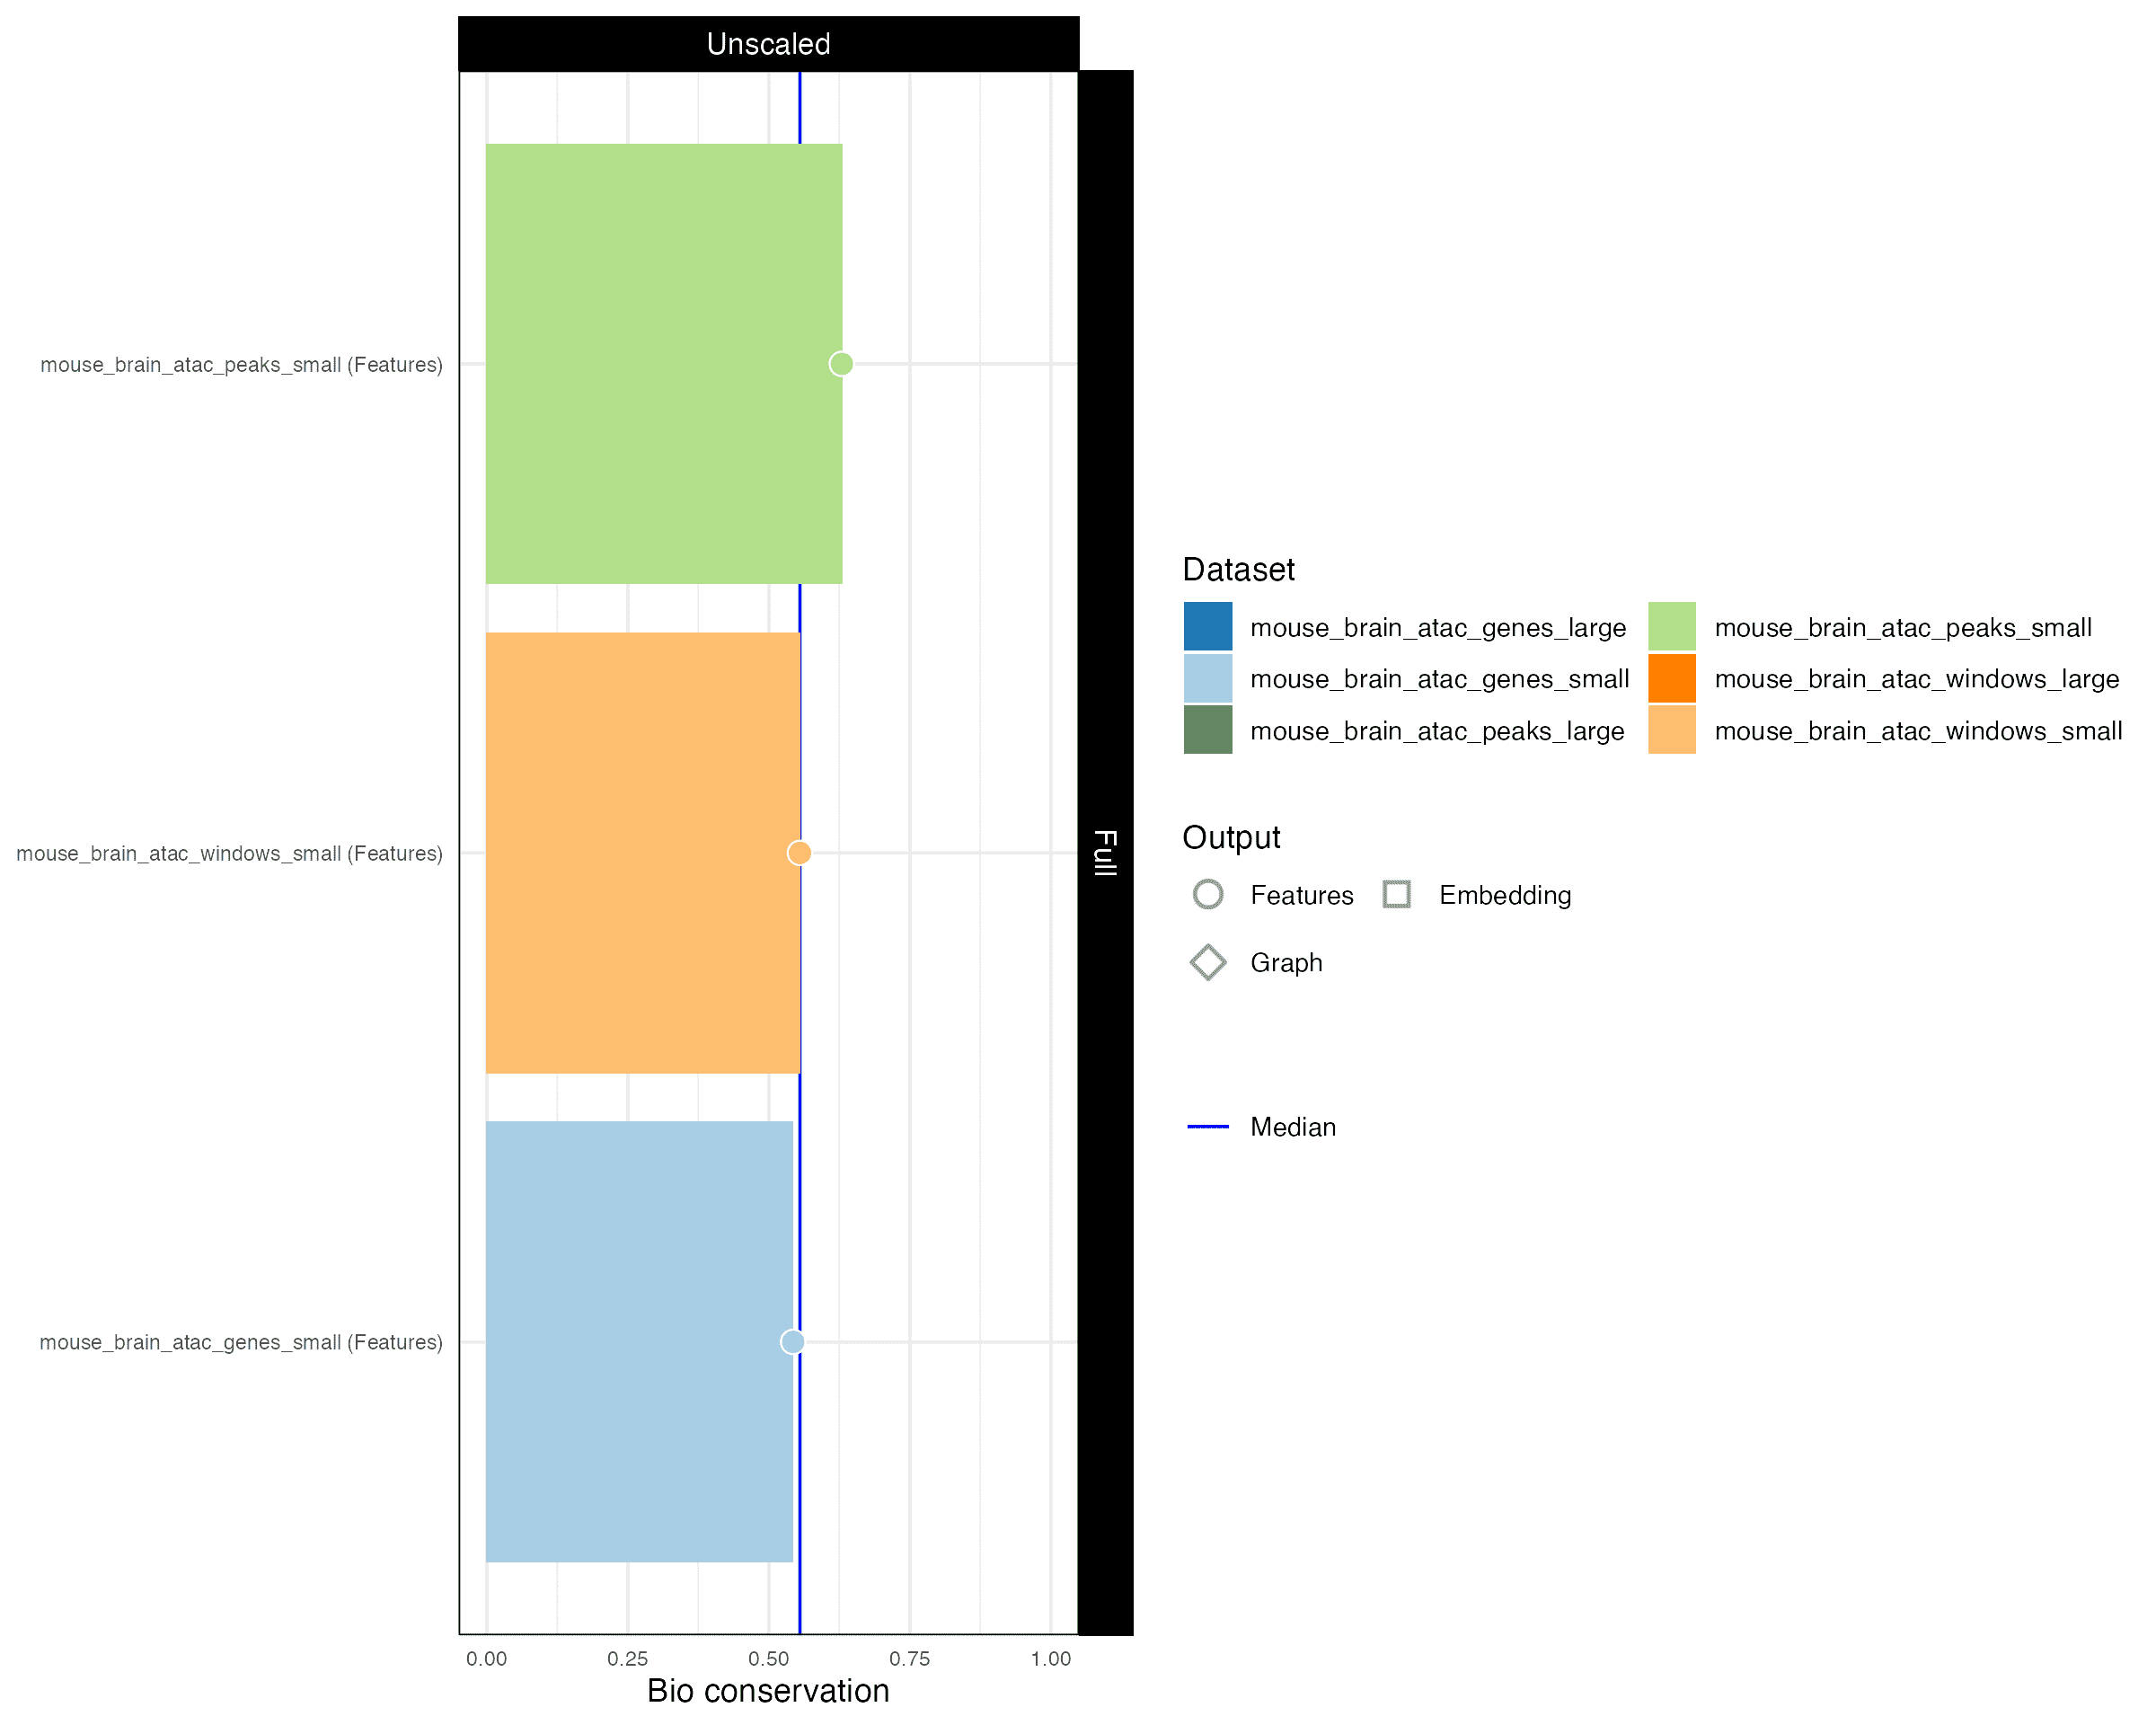 Unscaled
mouse_brain_atac_peaks_small (Features)
mouse_brain_atac_windows_small (Features)
mouse_brain_atac_genes_small (Features)
Full
0.00 0.25 0.50 0.75 1.00
Bio conservation
Dataset
mouse_brain_atac_genes_large mouse_brain_atac_peaks_small
mouse_brain_atac_genes_small mouse_brain_atac_windows_large
mouse_brain_atac_peaks_large mouse_brain_atac_windows_small
Output
Features Embedding
Graph
Median